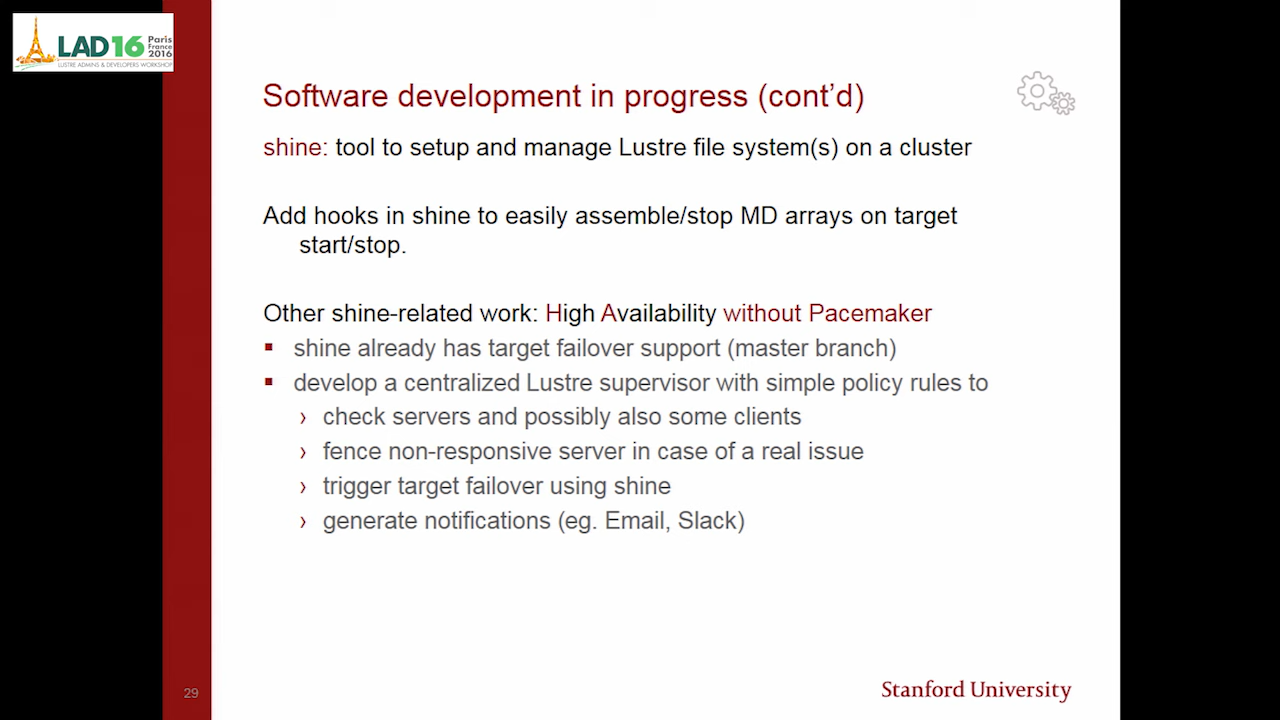 LAD16
Paris
France
2016
LUSTRE ADMINS & DEVELOPERS WORKSHOP
Software development in progress (cont’d)
shine: tool to setup and manage Lustre file system(s) on a cluster
Add hooks in shine to easily assemble/stop MD arrays on target
start/stop.
Other shine-related work: High Availability without Pacemaker
▪ shine already has target failover support (master branch)
▪ develop a centralized Lustre supervisor with simple policy rules to
› check servers and possibly also some clients
› fence non-responsive server in case of a real issue
› trigger target failover using shine
› generate notifications (eg. Email, Slack)
29
Stanford University